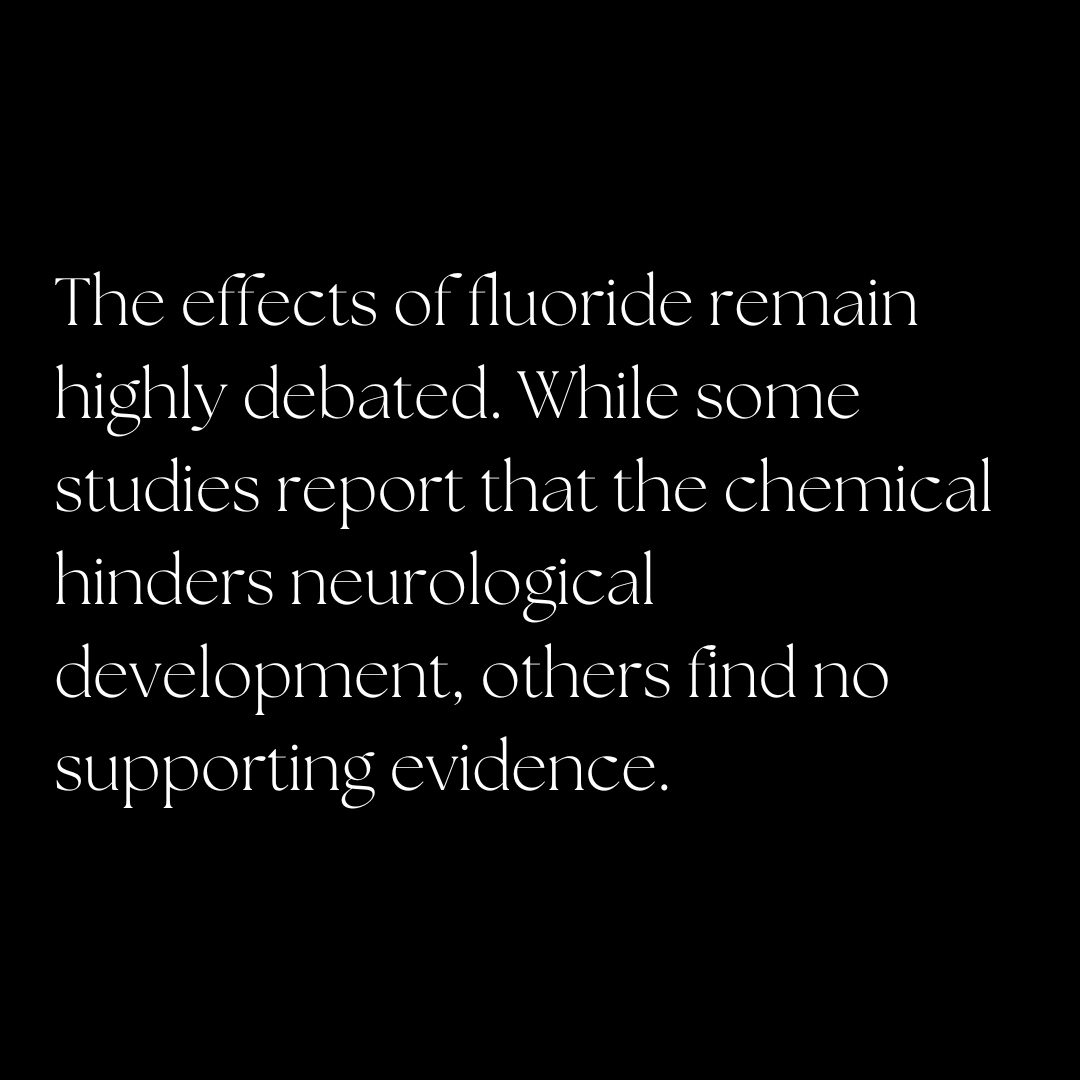 The effects of fluoride remain
highly debated. While some
studies report that the chemical
hinders neurological
development, others find no
supporting evidence.